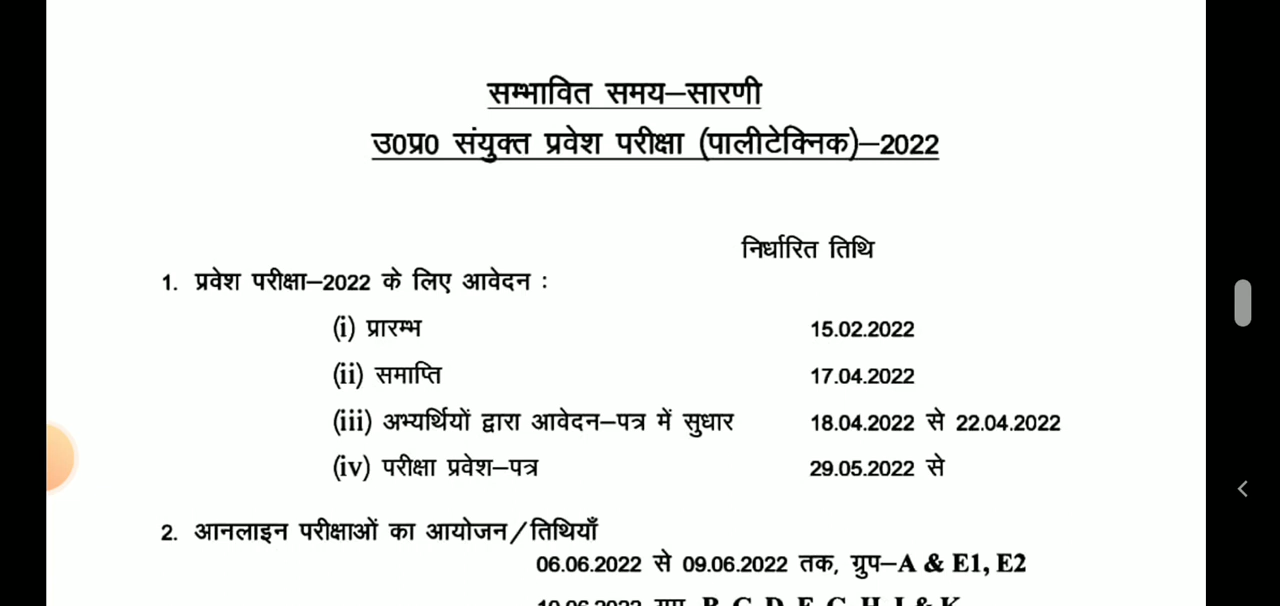 सम्भावित समय–सारणी
उ0प्र0 संयुक्त प्रवेश परीक्षा (पालीटेक्निक)–2022
निर्धारित तिथि
1. प्रवेश परीक्षा–2022 के लिए आवेदन :
(i) प्रारम्भ 15.02.2022
(ii) समाप्ति 17.04.2022
(iii) अभ्यर्थियों द्वारा आवेदन–पत्र में सुधार 18.04.2022 से 22.04.2022
(iv) परीक्षा प्रवेश–पत्र 29.05.2022 से
2. आनलाइन परीक्षाओं का आयोजन/तिथियाँ
06.06.2022 से 09.06.2022 तक, ग्रुप–A & E1, E2